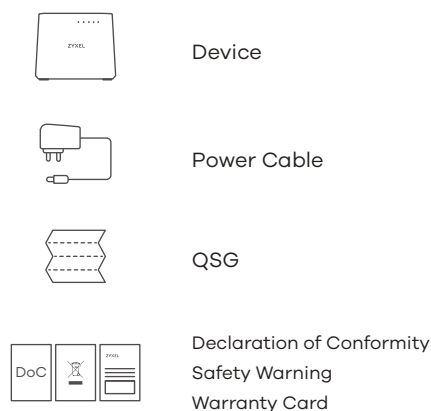 ZYXEL
Device
Power Cable
QSG
DoC
ZYXEL
Declaration of Conformity
Safety Warning
Warranty Card